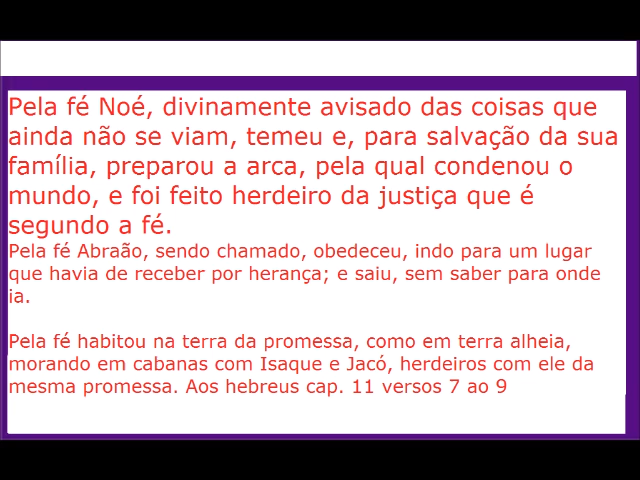 Pela fé Noé, divinamente avisado das coisas que
ainda não se viam, temeu e, para salvação da sua
família, preparou a arca, pela qual condenou o
mundo, e foi feito herdeiro da justiça que é
segundo a fé.
Pela fé Abraão, sendo chamado, obedeceu, indo para um lugar
que havia de receber por herança; e saiu, sem saber para onde
ia.
Pela fé habitou na terra da promessa, como em terra alheia,
morando em cabanas com Isaque e Jacó, herdeiros com ele da
mesma promessa. Aos hebreus cap. 11 versos 7 ao 9